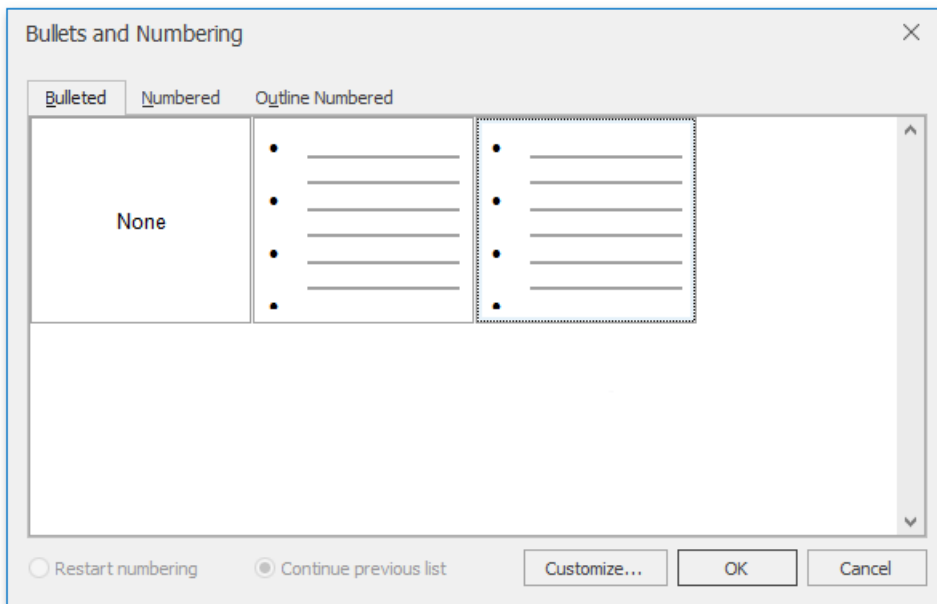 Bullets and Numbering
Bulleted Numbered Outline Numbered
None
Restart numbering Continue previous list Customize... OK Cancel